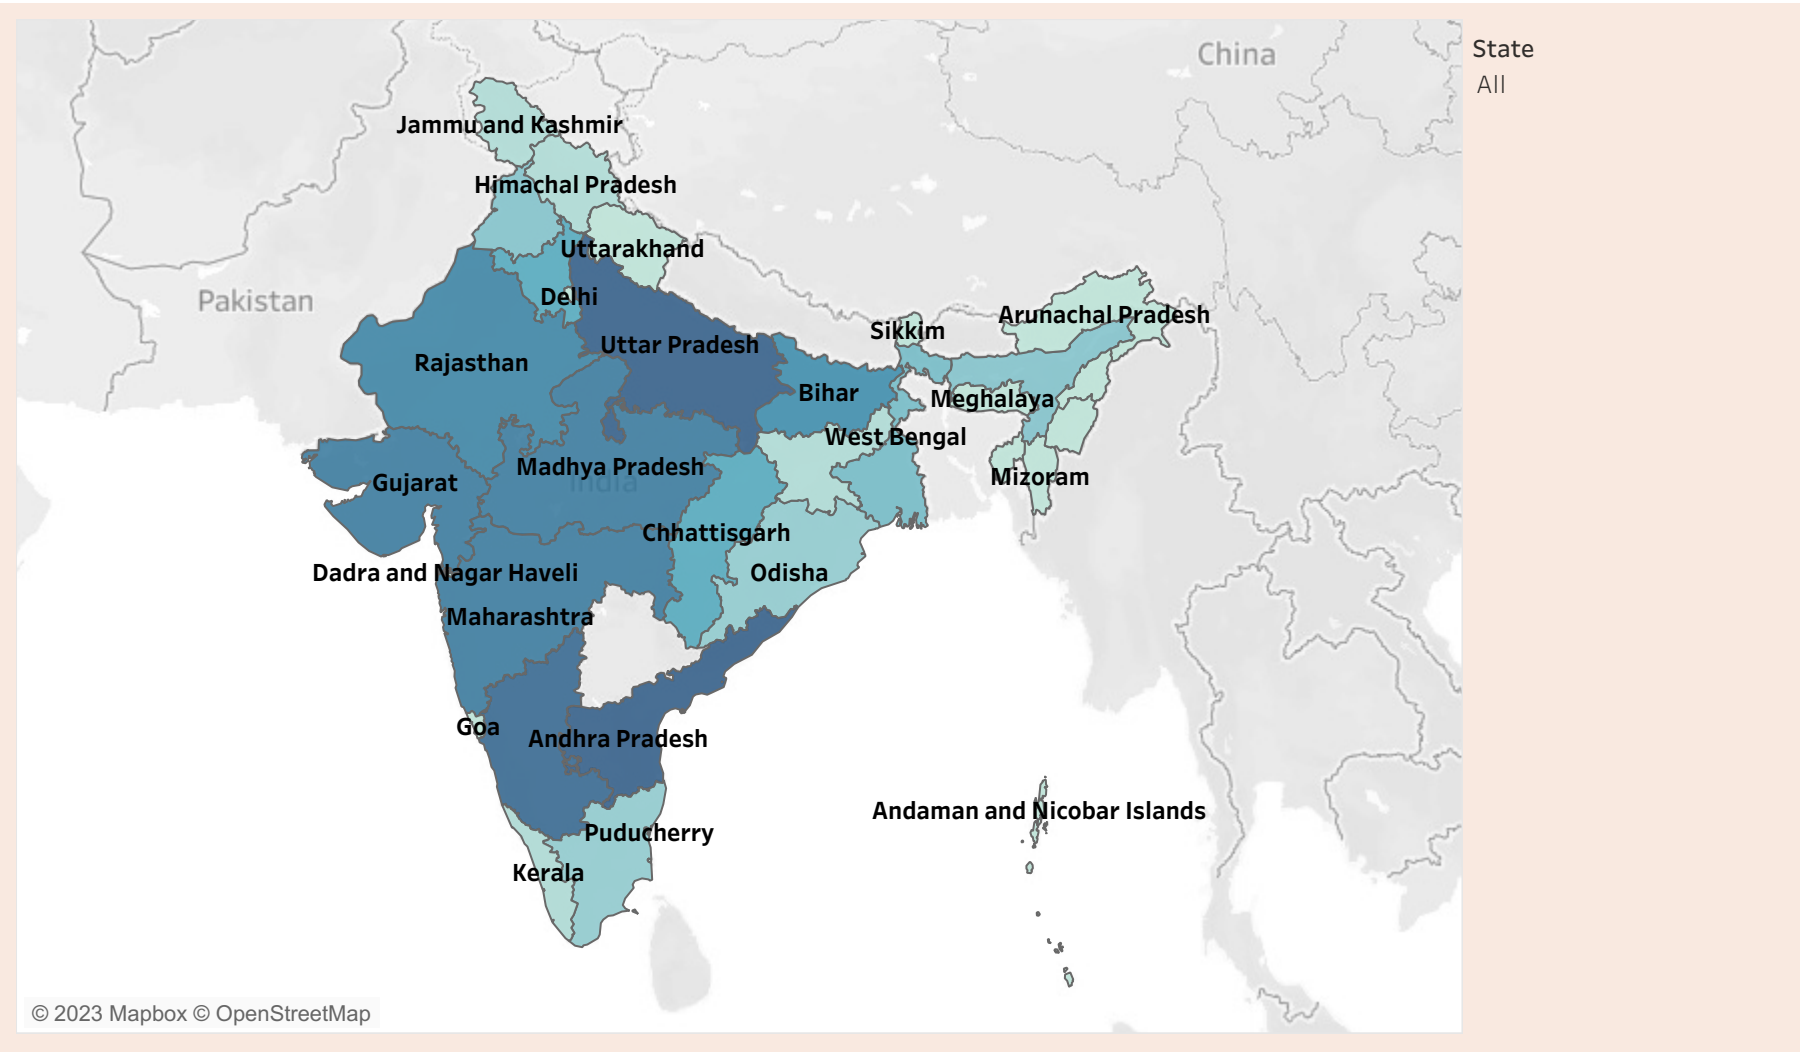 China
State
All
Jammu and Kashmir
Himachal Pradesh
Uttarakhand
Delhi
Pakistan
Arunachal Pradesh
Sikkim
Uttar Pradesh
Rajasthan
Bihar
Meghalaya
West Bengal
Madhya Pradesh
India
Gujarat
Mizoram
Chhattisgarh
Dadra and Nagar Haveli
Odisha
Maharashtra
Goa
Andhra Pradesh
Andaman and Nicobar Islands
Puducherry
Kerala
© 2023 Mapbox © OpenStreetMap